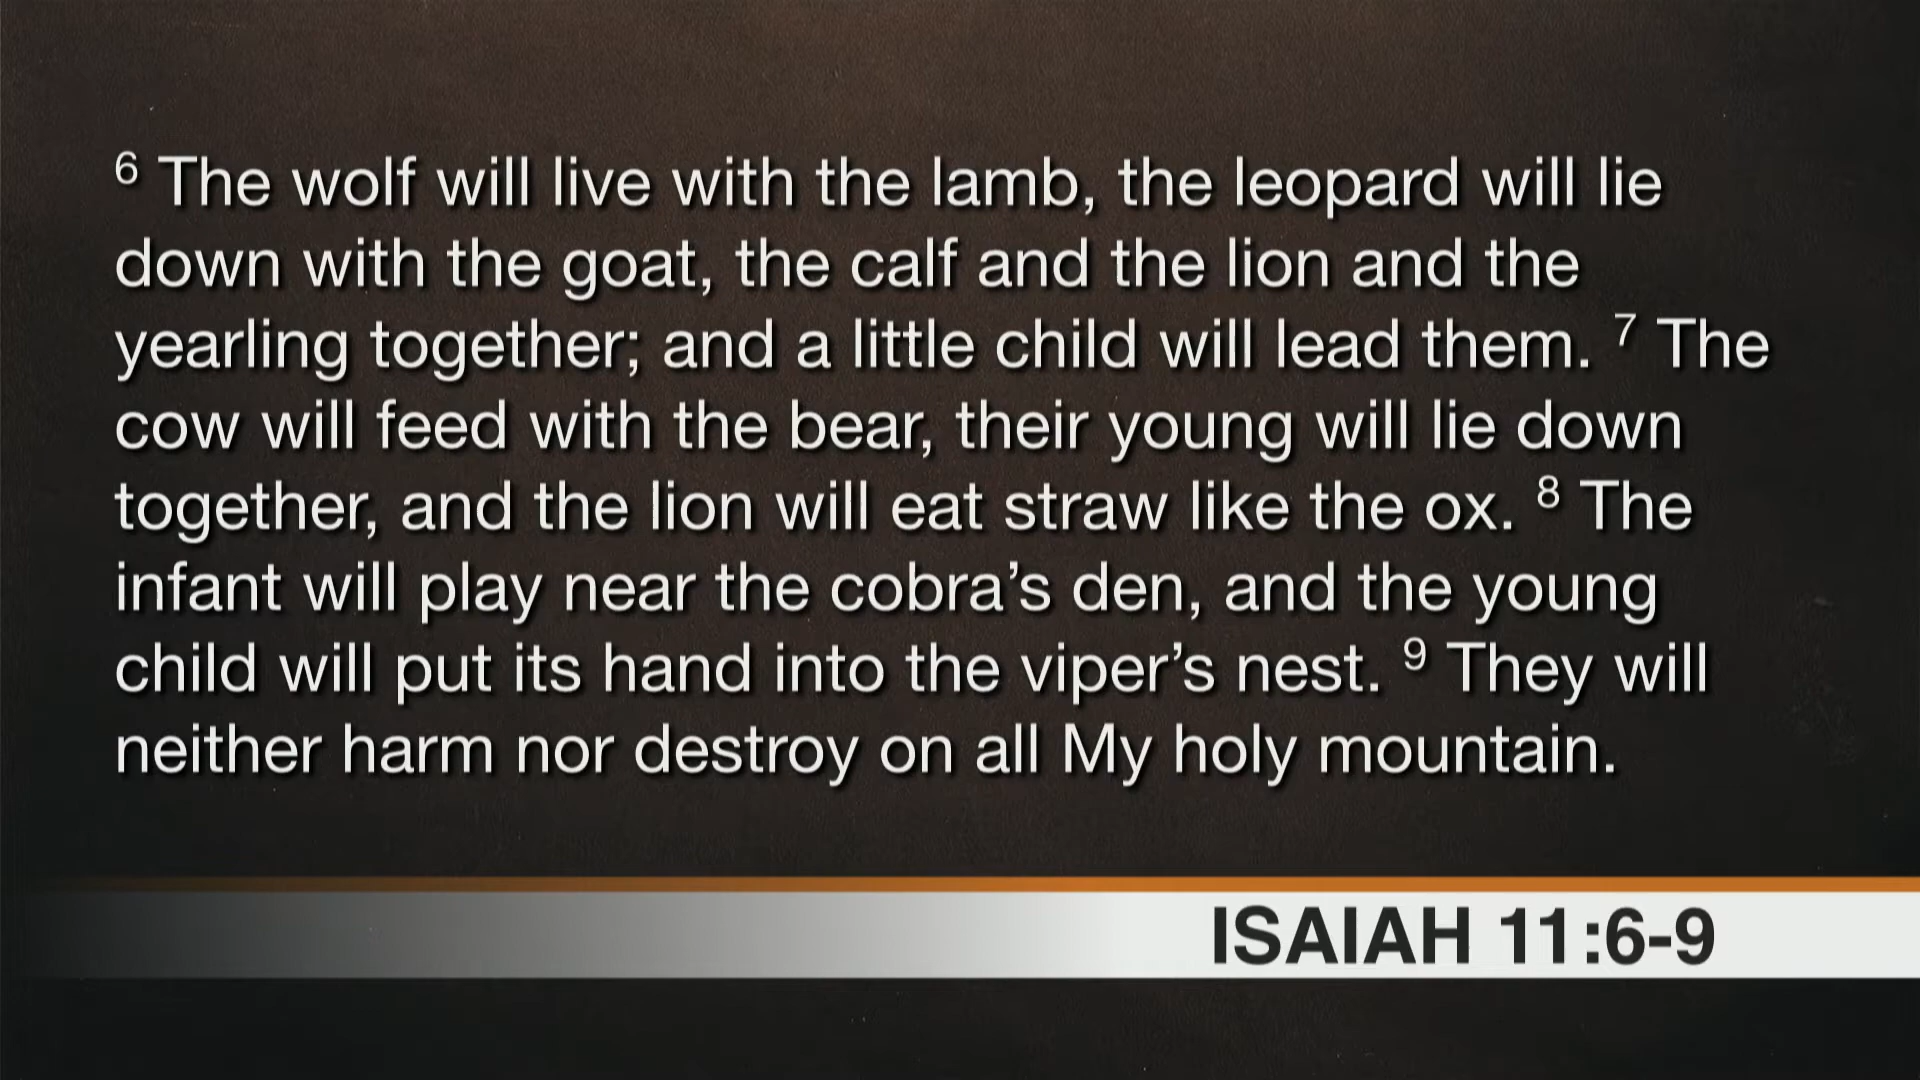 6 The wolf will live with the lamb, the leopard will lie
down with the goat, the calf and the lion and the
yearling together; and a little child will lead them. 7 The
cow will feed with the bear, their young will lie down
together, and the lion will eat straw like the ox. 8 The
infant will play near the cobra’s den, and the young
child will put its hand into the viper’s nest. 9 They will
neither harm nor destroy on all My holy mountain.
ISAIAH 11:6-9